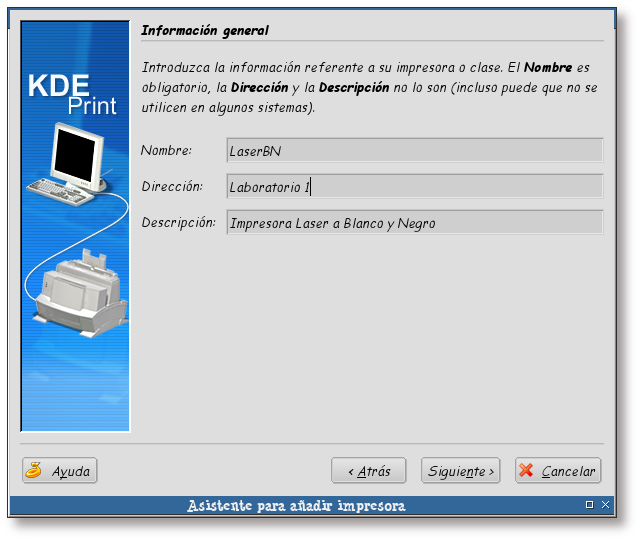 Información general
KDE
Print
Introduzca la información referente a su impresora o clase. El Nombre es
obligatorio, la Dirección y la Descripción no lo son (incluso puede que no se
utilicen en algunos sistemas).
Nombre: LaserBN
Dirección: Laboratorio 1
Descripción: Impresora Laser a Blanco y Negro
Ayuda < Atrás Siguiente > Cancelar
Asistente para añadir impresora